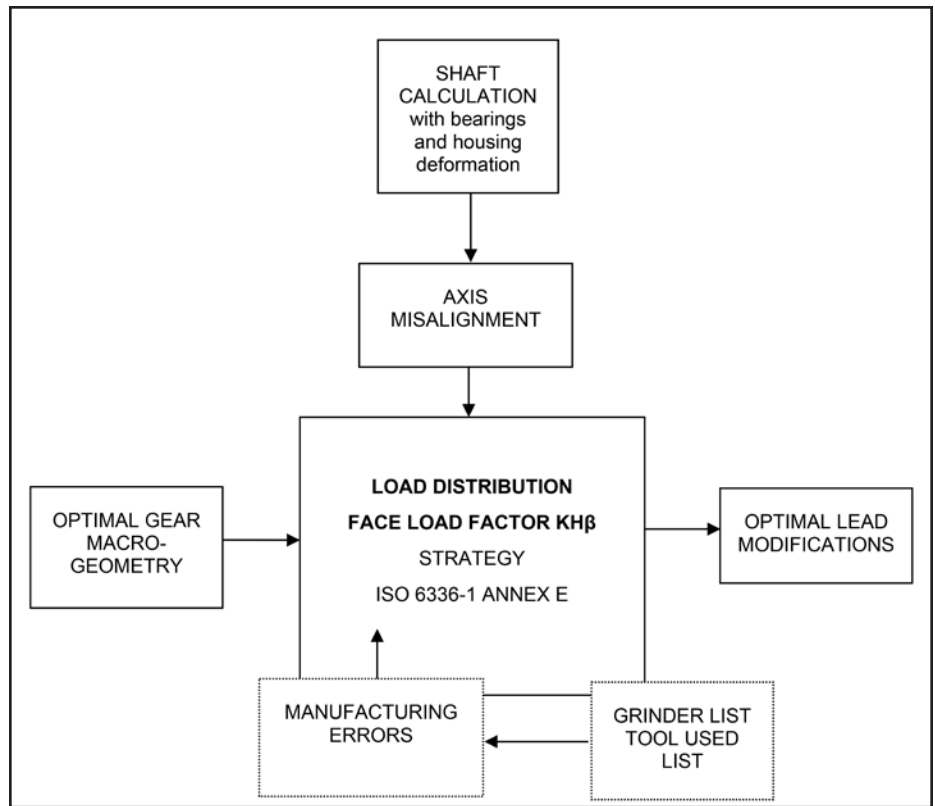 SHAFT
CALCULATION
with bearings
and housing
deformation
AXIS
MISALIGNMENT
LOAD DISTRIBUTION
FACE LOAD FACTOR KHβ
STRATEGY
ISO 6336-1 ANNEX E
OPTIMAL GEAR
MACRO-
GEOMETRY
OPTIMAL LEAD
MODIFICATIONS
MANUFACTURING
ERRORS
GRINDER LIST
TOOL USED
LIST